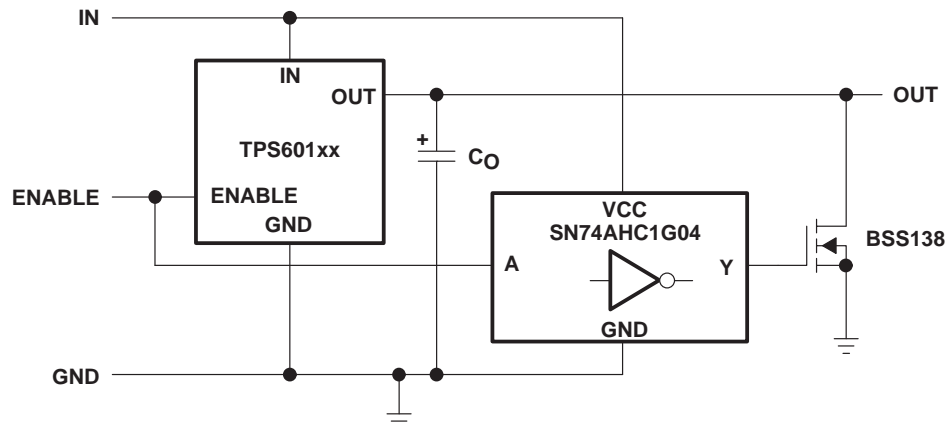 IN
IN
OUT
OUT
TPS601xx
+
CO
ENABLE
ENABLE
GND
VCC
SN74AHC1G04
BSS138
A
Y
GND
GND